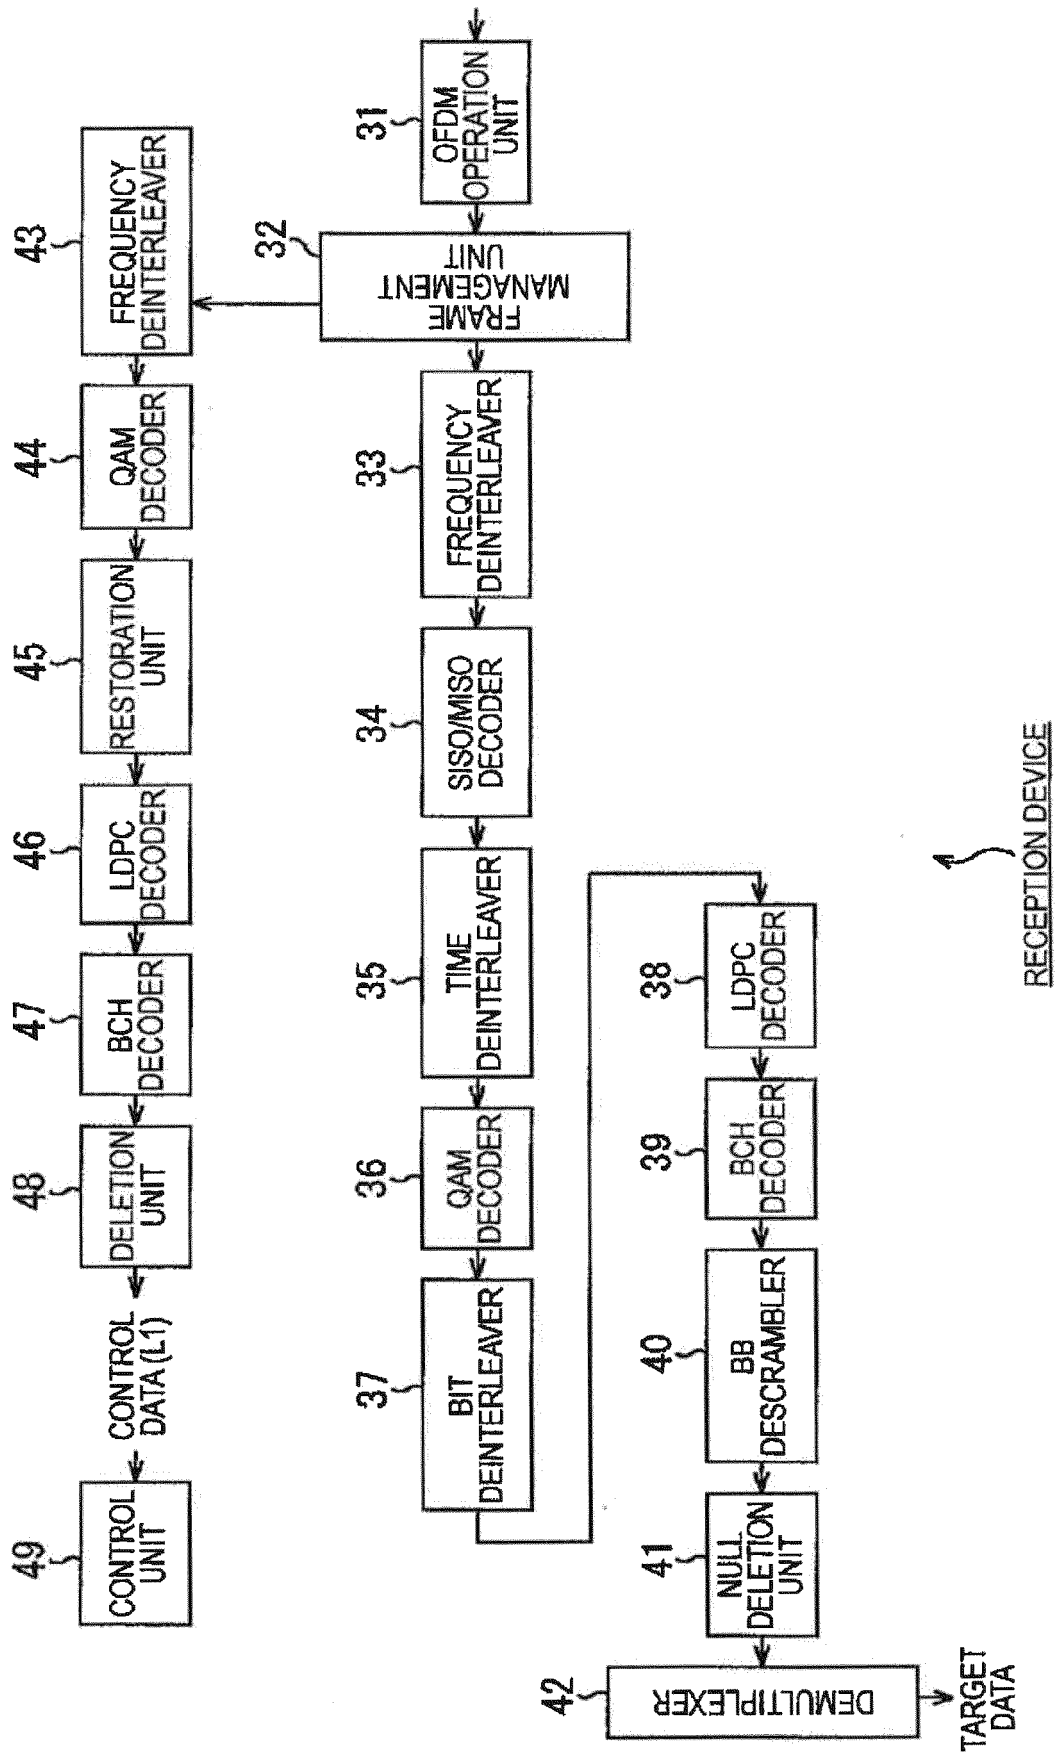 43
FREQUENCY
DEINTERLEAVER
44
QAM
DECODER
45
RESTORATION
UNIT
46
LDPC
DECODER
47
BCH
DECODER
48
DELETION
UNIT
CONTROL
DATA (L1)
49
CONTROL
UNIT
31
OFDM
OPERATION
UNIT
32
FRAME
MANAGEMENT
UNIT
33
FREQUENCY
DEINTERLEAVER
34
SISO/MISO
DECODER
35
TIME
DEINTERLEAVER
36
QAM
DECODER
37
BIT
DEINTERLEAVER
38
LDPC
DECODER
39
BCH
DECODER
40
BB
DESCRAMBLER
41
NULL
DELETION
UNIT
42
DEMULTIPLEXER
TARGET
DATA
RECEPTION DEVICE